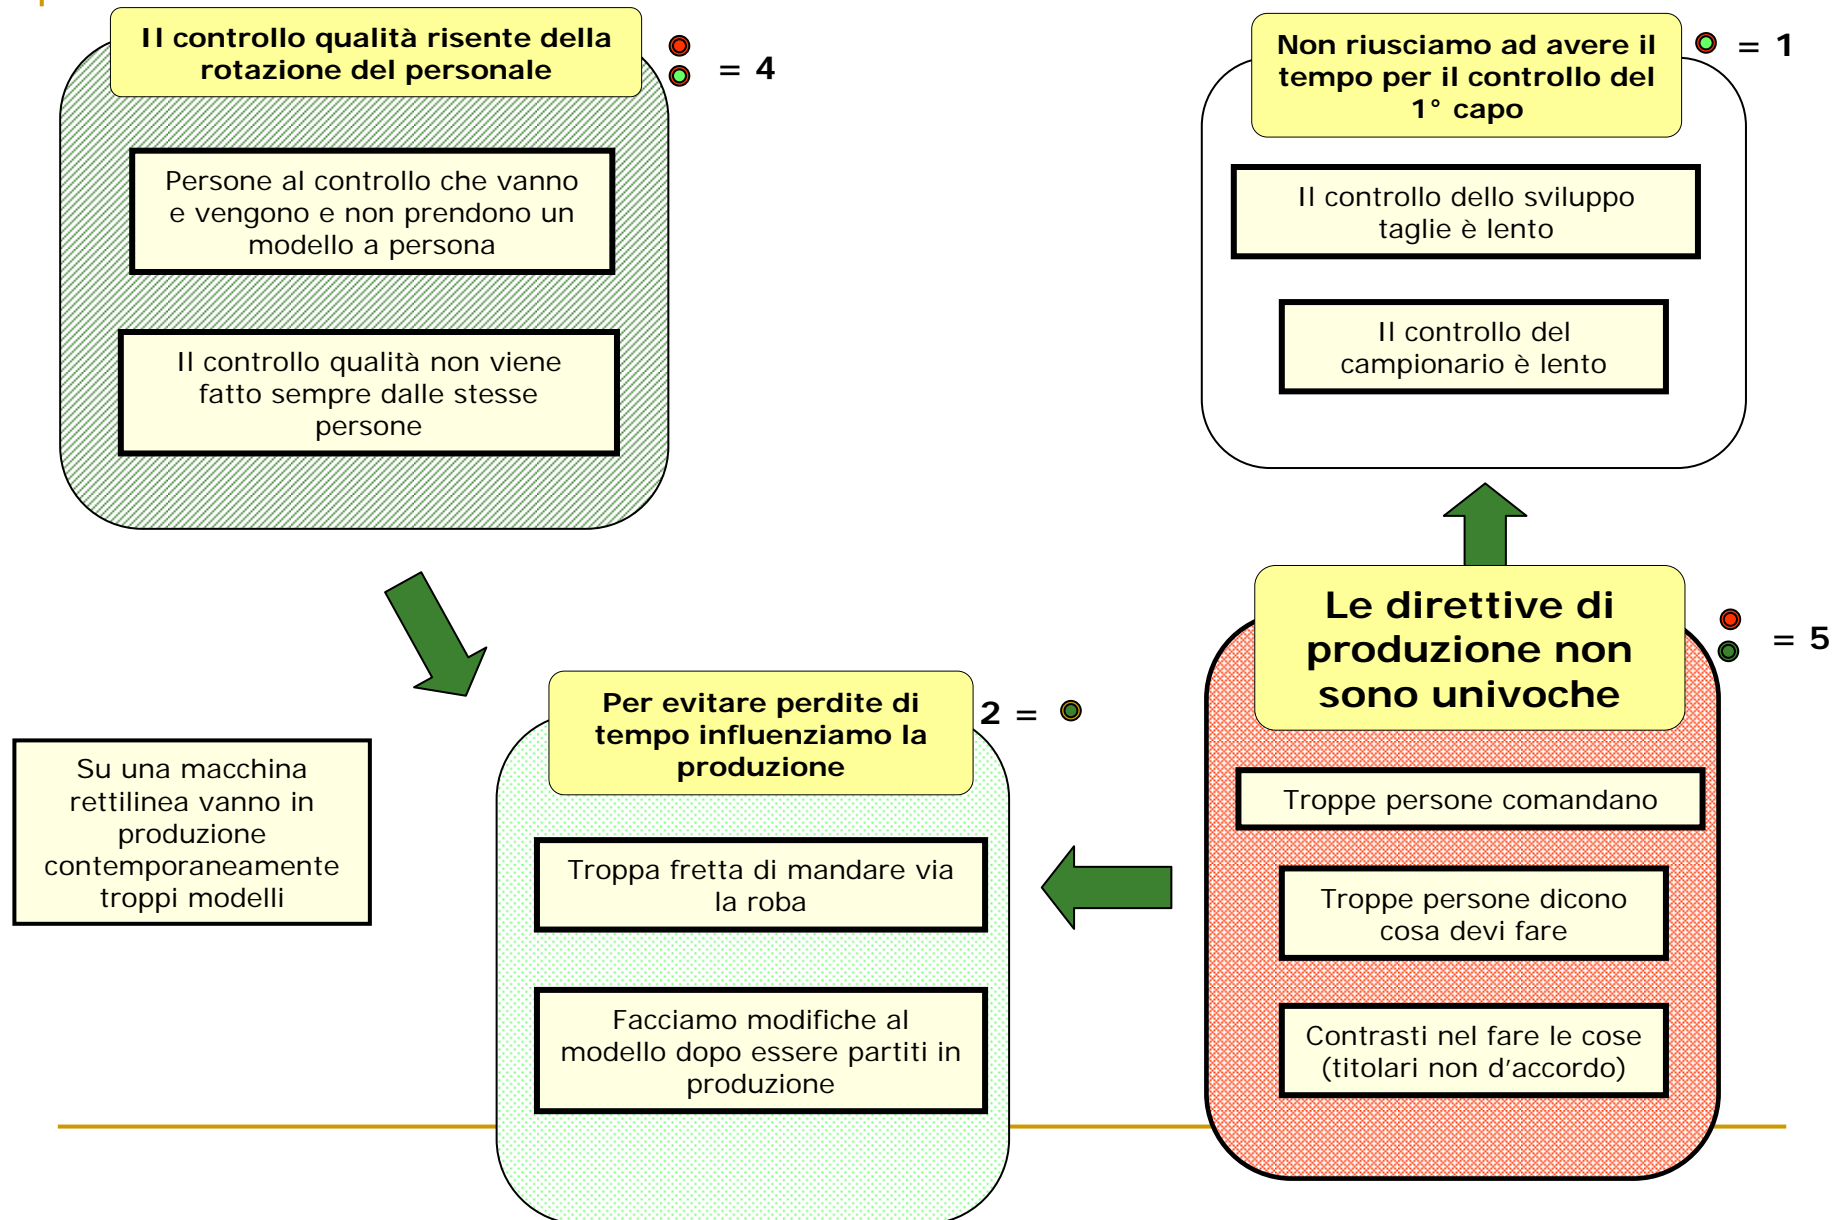 Il controllo qualità risente della
rotazione del personale
= 4
Persone al controllo che vanno
e vengono e non prendono un
modello a persona
Il controllo qualità non viene
fatto sempre dalle stesse
persone
Non riusciamo ad avere il
tempo per il controllo del
1° capo
= 1
Il controllo dello sviluppo
taglie è lento
Il controllo del
campionario è lento
Su una macchina
rettilinea vanno in
produzione
contemporaneamente
troppi modelli
Per evitare perdite di
tempo influenziamo la
produzione
2 =
Troppa fretta di mandare via
la roba
Facciamo modifiche al
modello dopo essere partiti in
produzione
Le direttive di
produzione non
sono univoche
= 5
Troppe persone comandano
Troppe persone dicono
cosa devi fare
Contrasti nel fare le cose
(titolari non d'accordo)